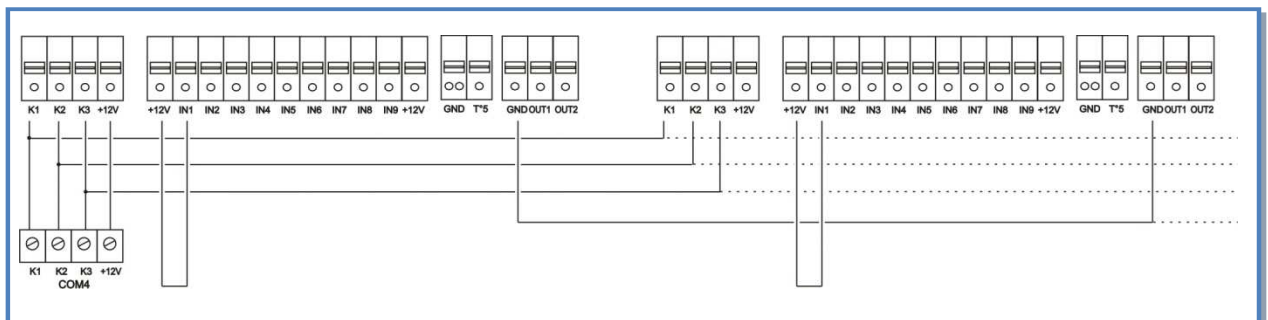 K1 K2 K3 +12V +12V IN1 IN2 IN3 IN4 IN5 IN6 IN7 IN8 IN9 +12V GND T°5 GND OUT1 OUT2 K1 K2 K3 +12V +12V IN1 IN2 IN3 IN4 IN5 IN6 IN7 IN8 IN9 +12V GND T°5 GND OUT1 OUT2
K1 K2 K3 +12V
COM4